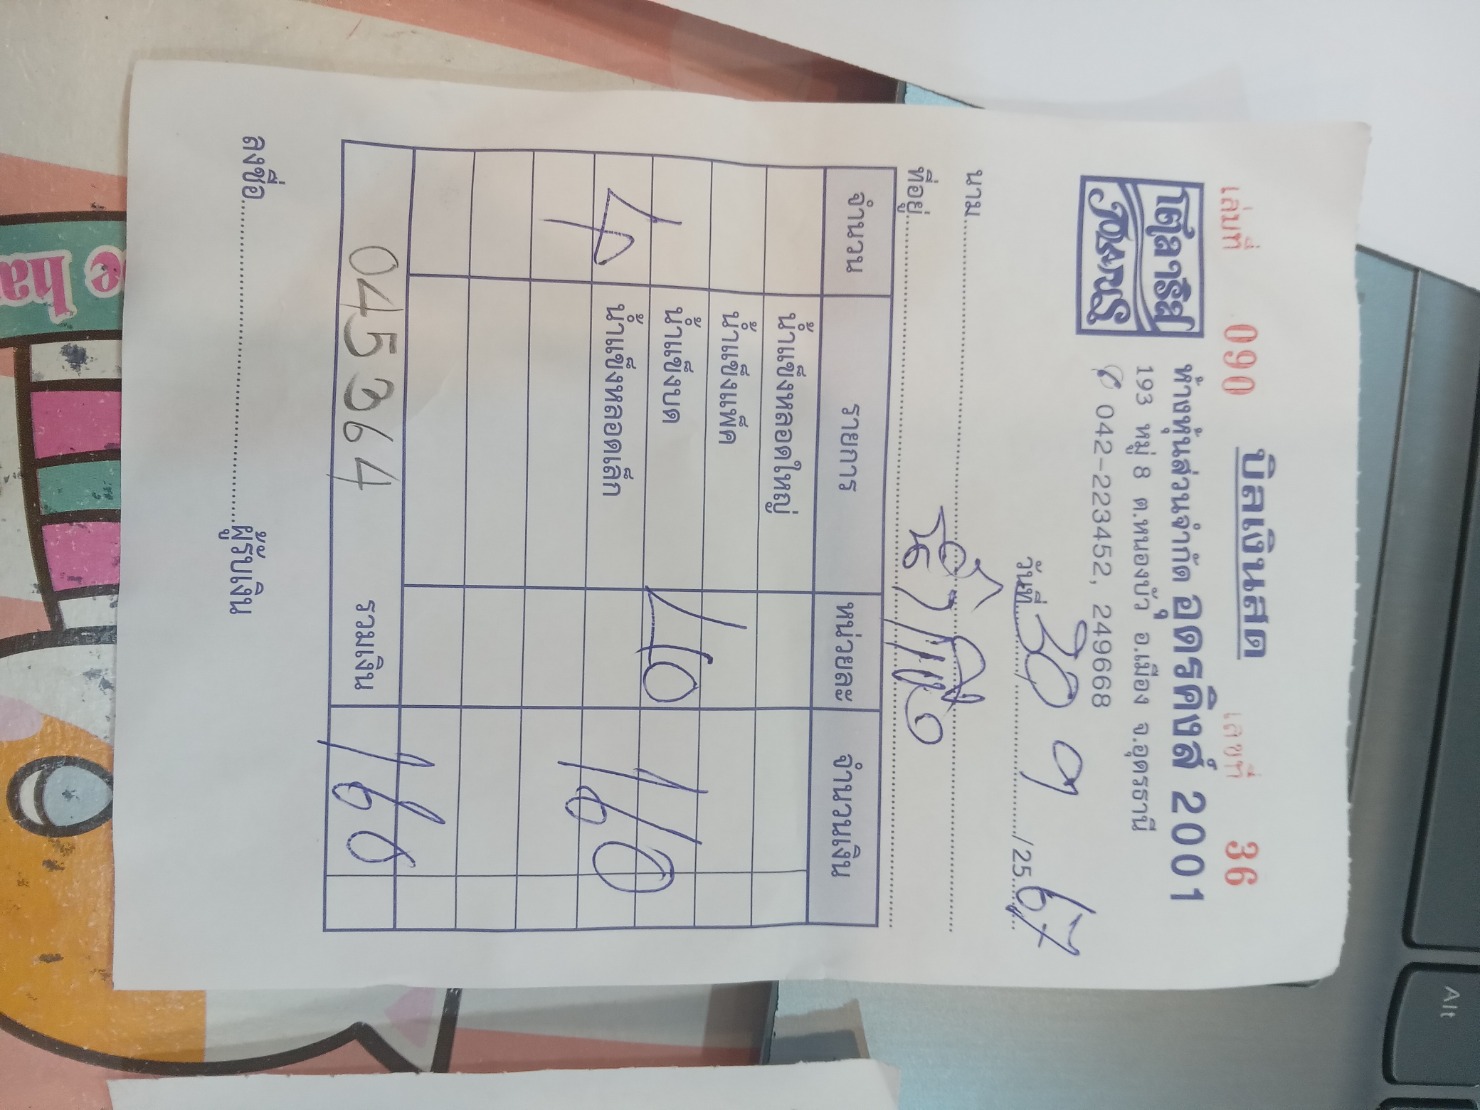 บิลเงินสด
เล่มที่ 090 เลขที่ 36
โตลาริส
ห้างหุ้นส่วนจำกัด อุดรคิงส์ 2001
193 หมู่ 8 ต.หนองบัว อ.เมือง จ.อุดรธานี
042-223452, 249668
วันที่ 30 / 9 / 2567
นาม
ที่อยู่
จำนวน รายการ หน่วยละ จำนวนเงิน
น้ำแข็งหลอดใหญ่
น้ำแข็งแพ็ค
4 น้ำแข็งบด 40 160
น้ำแข็งหลอดเล็ก
045364 รวมเงิน 160
ลงชื่อ ผู้รับเงิน
e ha
Alt